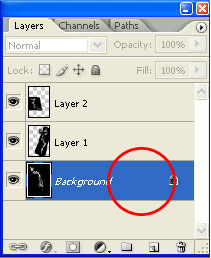 Layers Channels Paths
Normal Opacity: 100%
Lock: Fill: 100%
Layer 2
Layer 1
Background